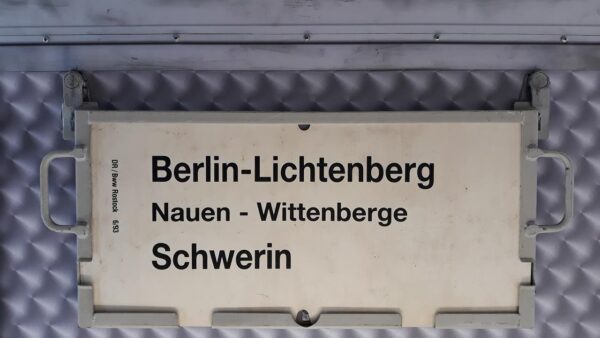 Berlin-Lichtenberg
Nauen - Wittenberge
Schwerin
DR/Bww Rostock 6/93